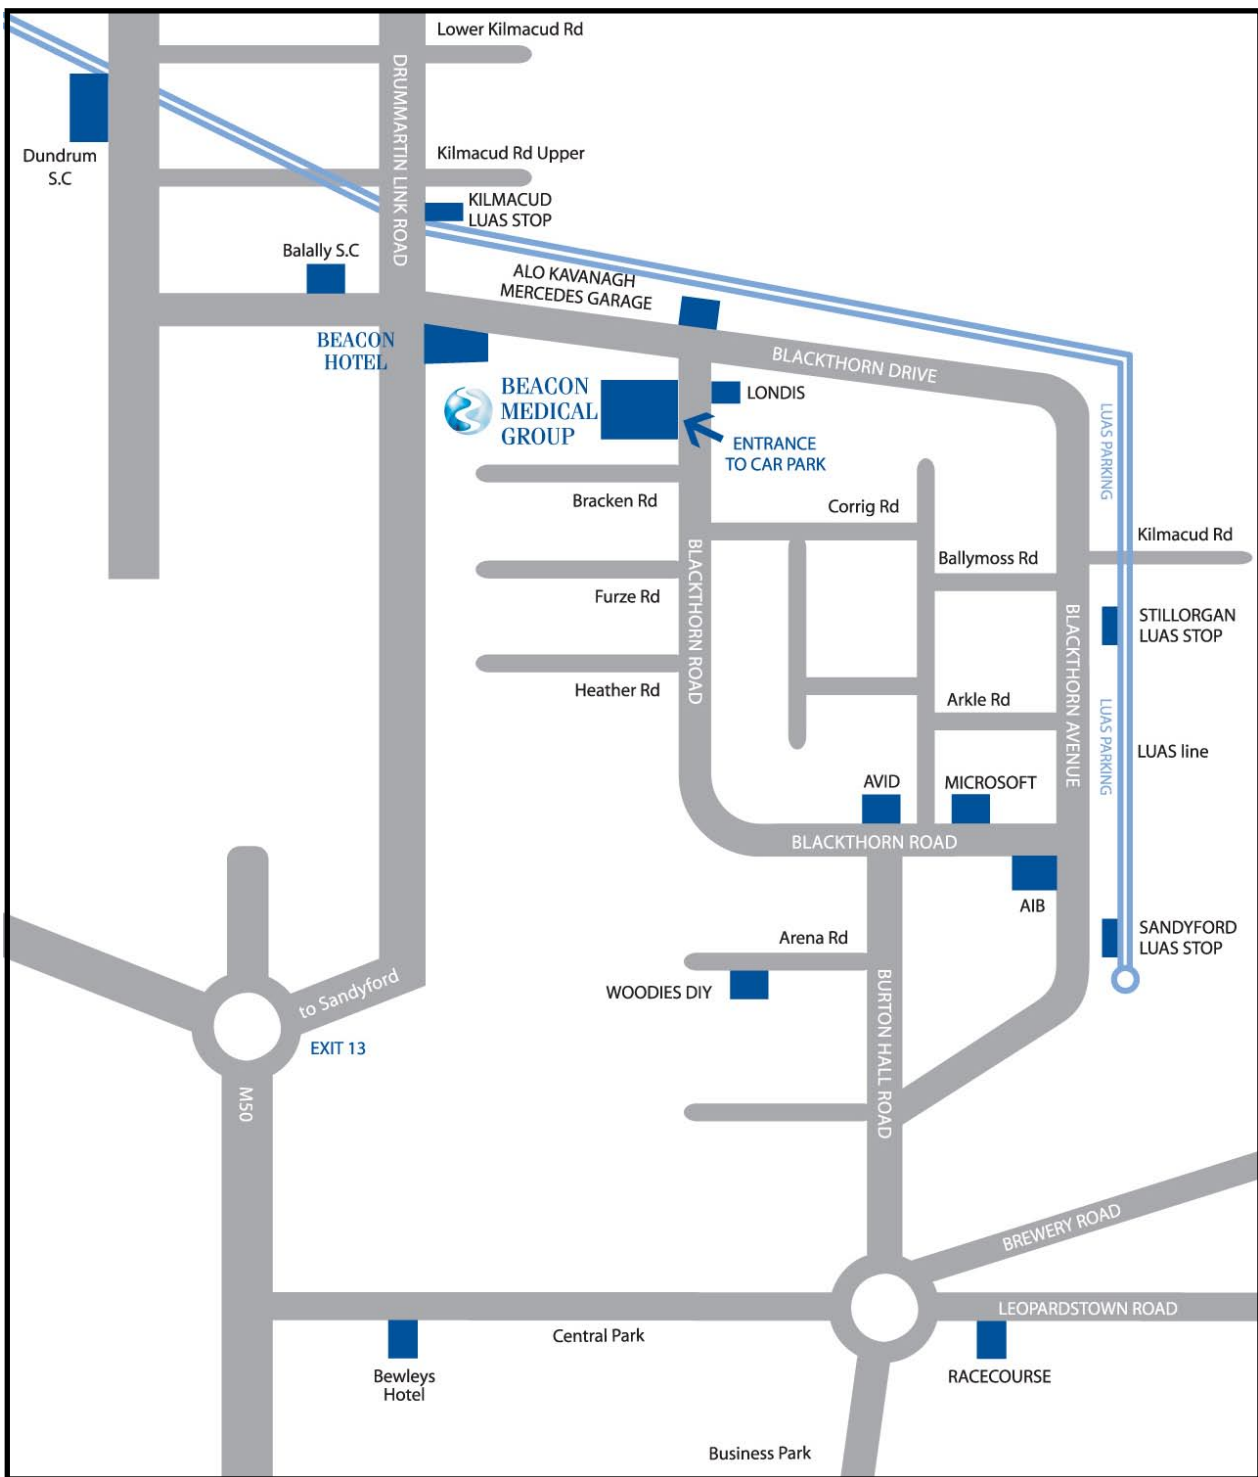 Lower Kilmacud Rd
DRUMMARTIN LINK ROAD
Dundrum
S.C
Kilmacud Rd Upper
KILMACUD
LUAS STOP
Balally S.C
ALO KAVANAGH
MERCEDES GARAGE
BEACON
HOTEL
BLACKTHORN DRIVE
BEACON
MEDICAL
GROUP
LONDIS
ENTRANCE
TO CAR PARK
LUAS PARKING
Bracken Rd
Corrig Rd
Kilmacud Rd
Ballymoss Rd
BLACKTHORN ROAD
Furze Rd
BLACKTHORN AVENUE
STILLORGAN
LUAS STOP
Heather Rd
Arkle Rd
LUAS PARKING
LUAS line
AVID
MICROSOFT
BLACKTHORN ROAD
AIB
Arena Rd
SANDYFORD
LUAS STOP
WOODIES DIY
to Sandyford
BURTON HALL ROAD
EXIT 13
M50
BREWERY ROAD
LEOPARDSTOWN ROAD
Central Park
Bewleys
Hotel
RACECOURSE
Business Park